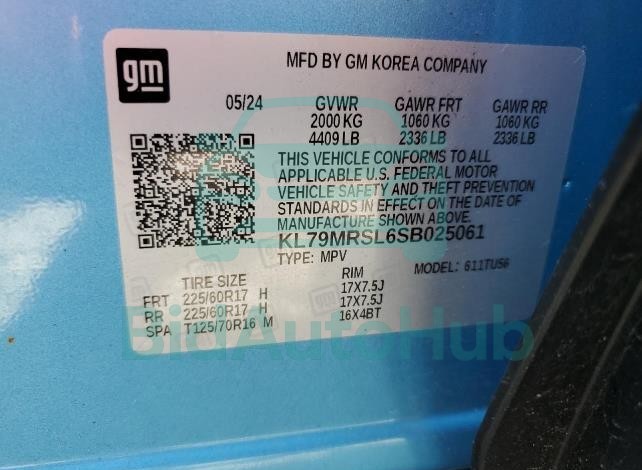 gm
MFD BY GM KOREA COMPANY
05/24 GVWR GAWR FRT GAWR RR
2000 KG 1060 KG 1060 KG
4409 LB 2336 LB 2336 LB
THIS VEHICLE CONFORMS TO ALL
APPLICABLE U.S. FEDERAL MOTOR
VEHICLE SAFETY AND THEFT PREVENTION
STANDARDS IN EFFECT ON THE DATE OF
MANUFACTURE SHOWN ABOVE.
KL79MRSL6SB025061
TYPE: MPV MODEL: 611TU56
TIRE SIZE RIM
FRT 225/60R17 H 17X7.5J
RR 225/60R17 H 17X7.5J
SPA T125/70R16 M 16X4BT
BidAutoHub